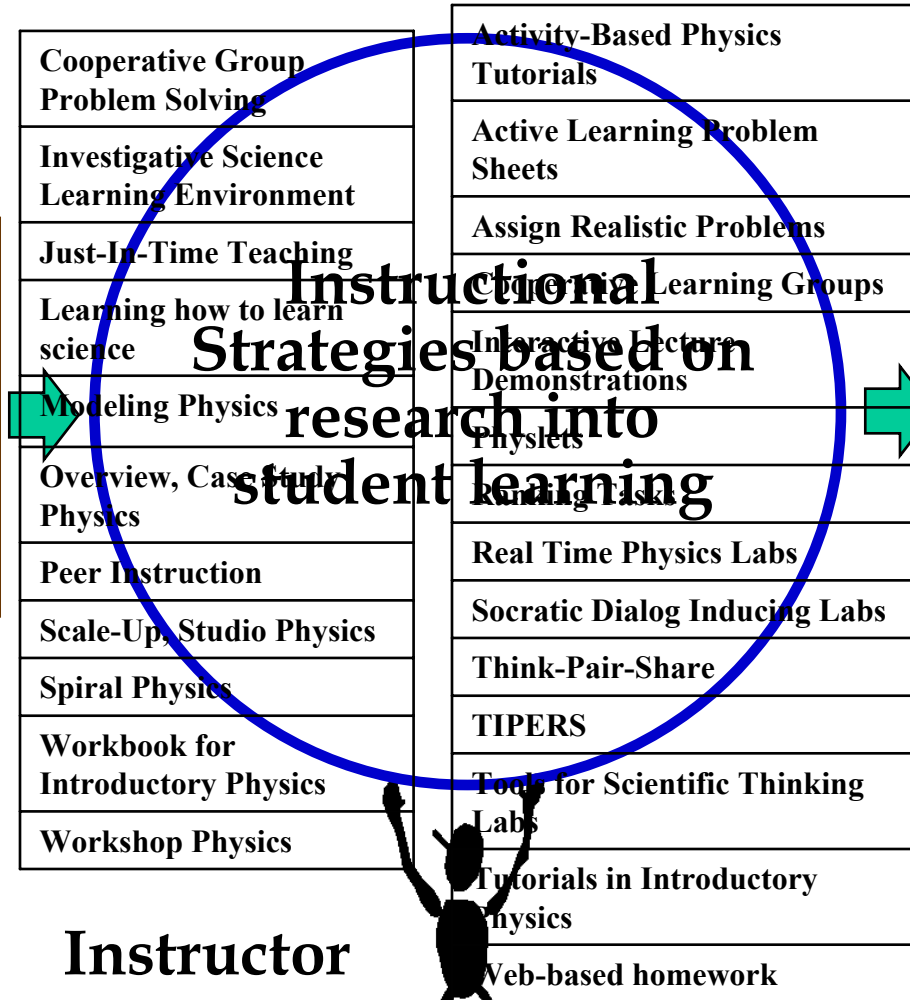 Cooperative Group
Problem Solving
Investigative Science
Learning Environment
Just-In-Time Teaching
Learning how to learn
science
Modeling Physics
Overview, Case Study
Physics
Peer Instruction
Scale-Up, Studio Physics
Spiral Physics
Workbook for
Introductory Physics
Workshop Physics
Activity-Based Physics
Tutorials
Active Learning Problem
Sheets
Assign Realistic Problems
Cooperative Learning Groups
Interactive Lecture
Demonstrations
Physlets
Ranking Tasks
Real Time Physics Labs
Socratic Dialog Inducing Labs
Think-Pair-Share
TIPERS
Tools for Scientific Thinking
Labs
Tutorials in Introductory
Physics
Web-based homework
Instructional
Strategies based on
research into
student learning
Instructor